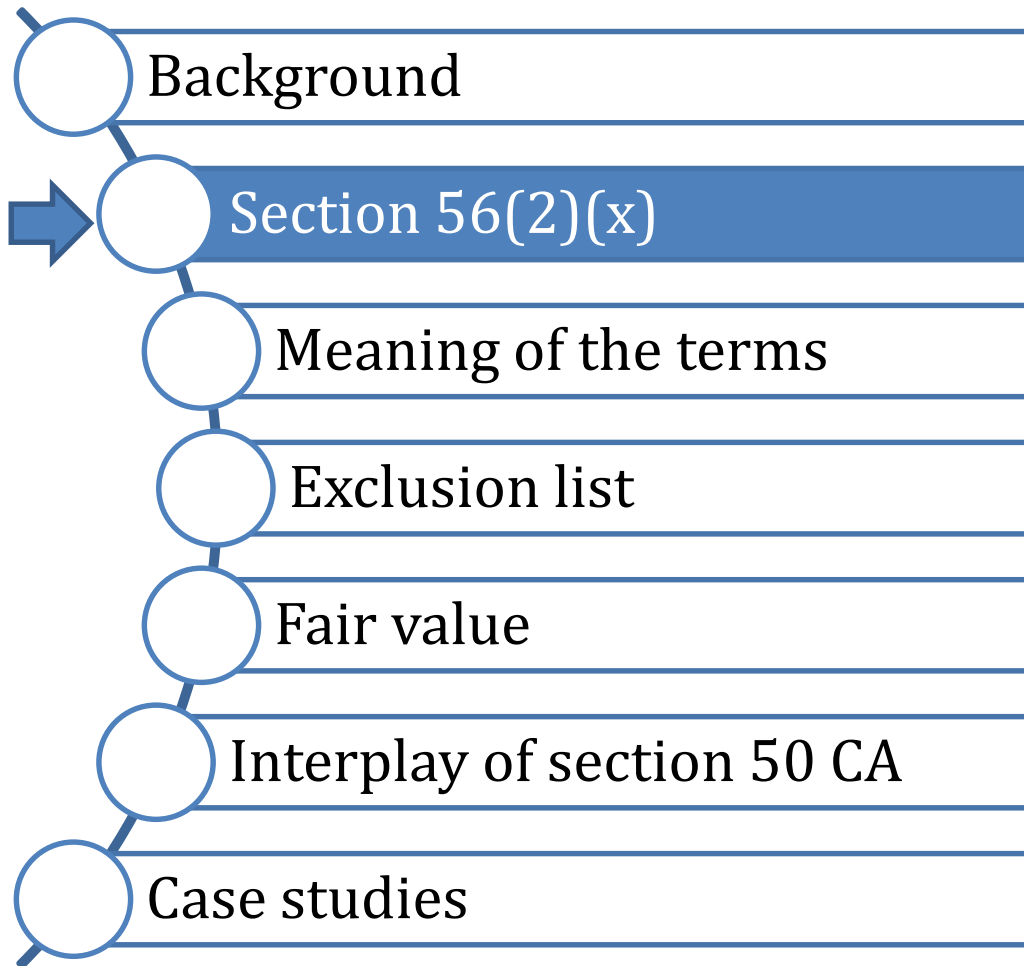 Background
Section 56(2)(x)
Meaning of the terms
Exclusion list
Fair value
Interplay of section 50 CA
Case studies